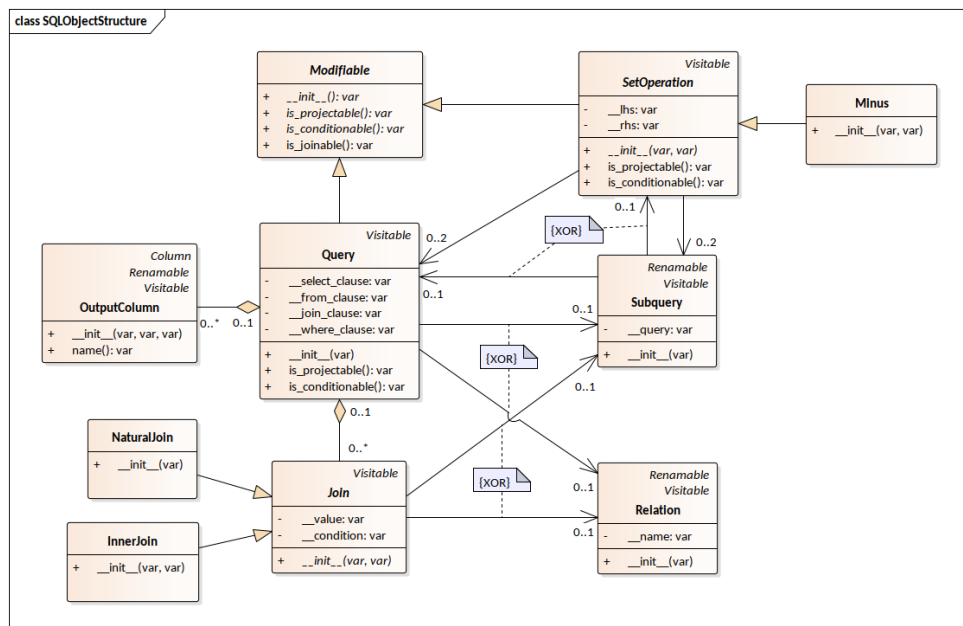 class SQLObjectStructure
Modifiable
+ __init__(): var
+ is_projectable(): var
+ is_conditionable(): var
+ is_joinable(): var
Visitable
SetOperation
- __lhs: var
- __rhs: var
+ __init__(var, var)
+ is_projectable(): var
+ is_conditionable(): var
Minus
+ __init__(var, var)
0..1
{XOR}
0..2
0..2
Visitable
Query
- __select_clause: var
- __from_clause: var
- __join_clause: var
- __where_clause: var
+ __init__(var)
+ is_projectable(): var
+ is_conditionable(): var
Column
Renamable
Visitable
OutputColumn
+ __init__(var, var, var)
+ name(): var
0..*
0..1
0..1
Renamable
Visitable
Subquery
- __query: var
+ __init__(var)
0..1
{XOR}
0..1
0..1
0..*
NaturalJoin
+ __init__(var)
Visitable
Join
- __value: var
- __condition: var
+ __init__(var, var)
{XOR}
0..1
0..1
Renamable
Visitable
Relation
- __name: var
+ __init__(var)
InnerJoin
+ __init__(var, var)